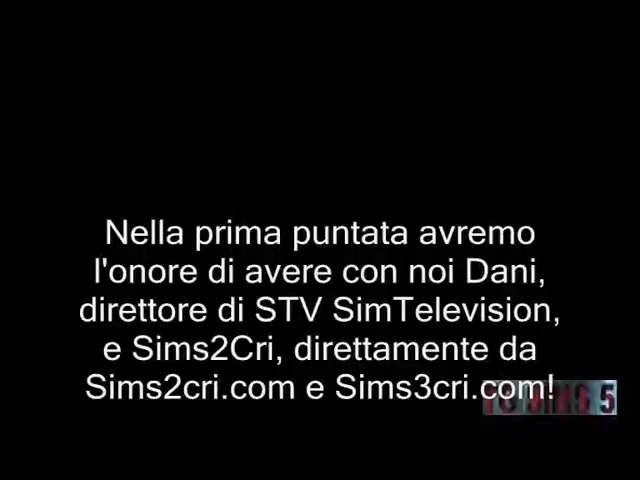 Nella prima puntata avremo
l'onore di avere con noi Dani,
direttore di STV SimTelevision,
e Sims2Cri, direttamente da
Sims2cri.com e Sims3cri.com!
5